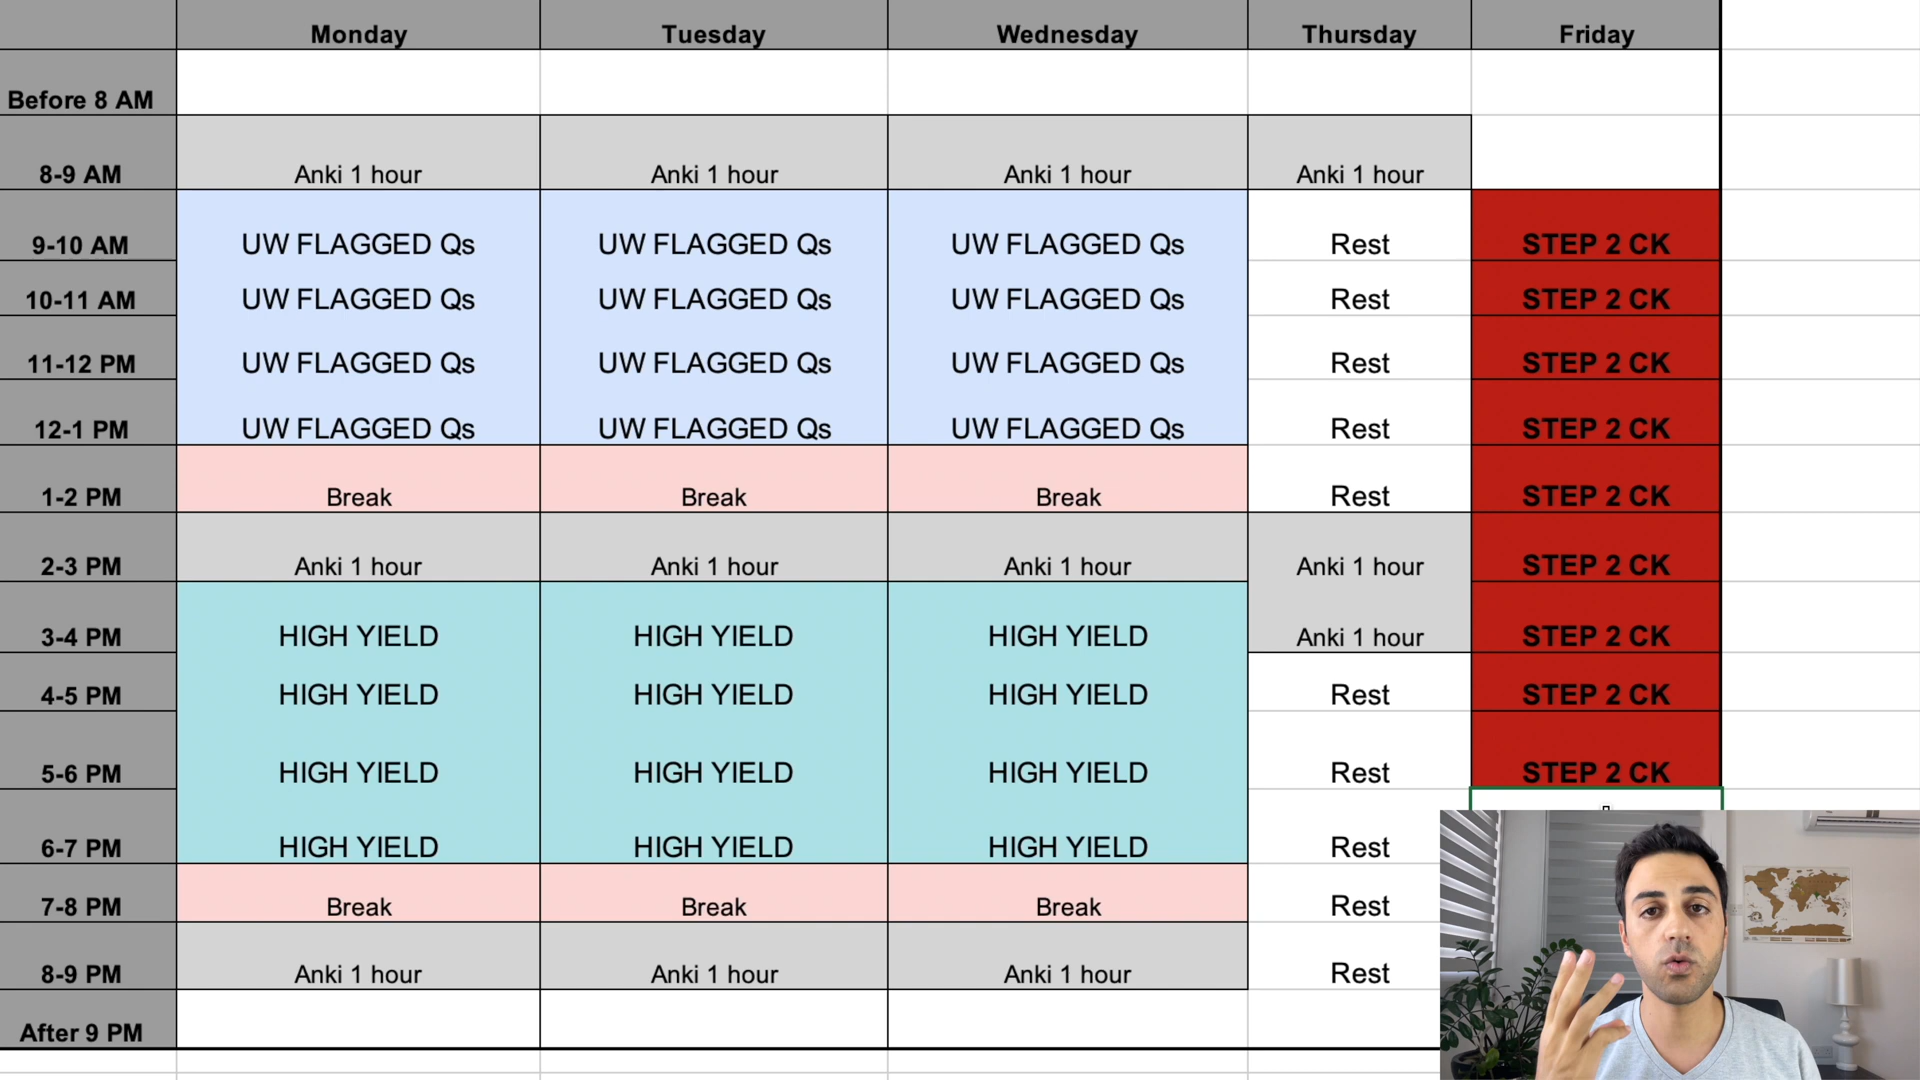 Monday Tuesday Wednesday Thursday Friday
Before 8 AM
8-9 AM Anki 1 hour Anki 1 hour Anki 1 hour Anki 1 hour
9-10 AM UW FLAGGED Qs UW FLAGGED Qs UW FLAGGED Qs Rest STEP 2 CK
10-11 AM UW FLAGGED Qs UW FLAGGED Qs UW FLAGGED Qs Rest STEP 2 CK
11-12 PM UW FLAGGED Qs UW FLAGGED Qs UW FLAGGED Qs Rest STEP 2 CK
12-1 PM UW FLAGGED Qs UW FLAGGED Qs UW FLAGGED Qs Rest STEP 2 CK
1-2 PM Break Break Break Rest STEP 2 CK
2-3 PM Anki 1 hour Anki 1 hour Anki 1 hour Anki 1 hour STEP 2 CK
3-4 PM HIGH YIELD HIGH YIELD HIGH YIELD Anki 1 hour STEP 2 CK
4-5 PM HIGH YIELD HIGH YIELD HIGH YIELD Rest STEP 2 CK
5-6 PM HIGH YIELD HIGH YIELD HIGH YIELD Rest STEP 2 CK
6-7 PM HIGH YIELD HIGH YIELD HIGH YIELD Rest
7-8 PM Break Break Break Rest
8-9 PM Anki 1 hour Anki 1 hour Anki 1 hour Rest
After 9 PM